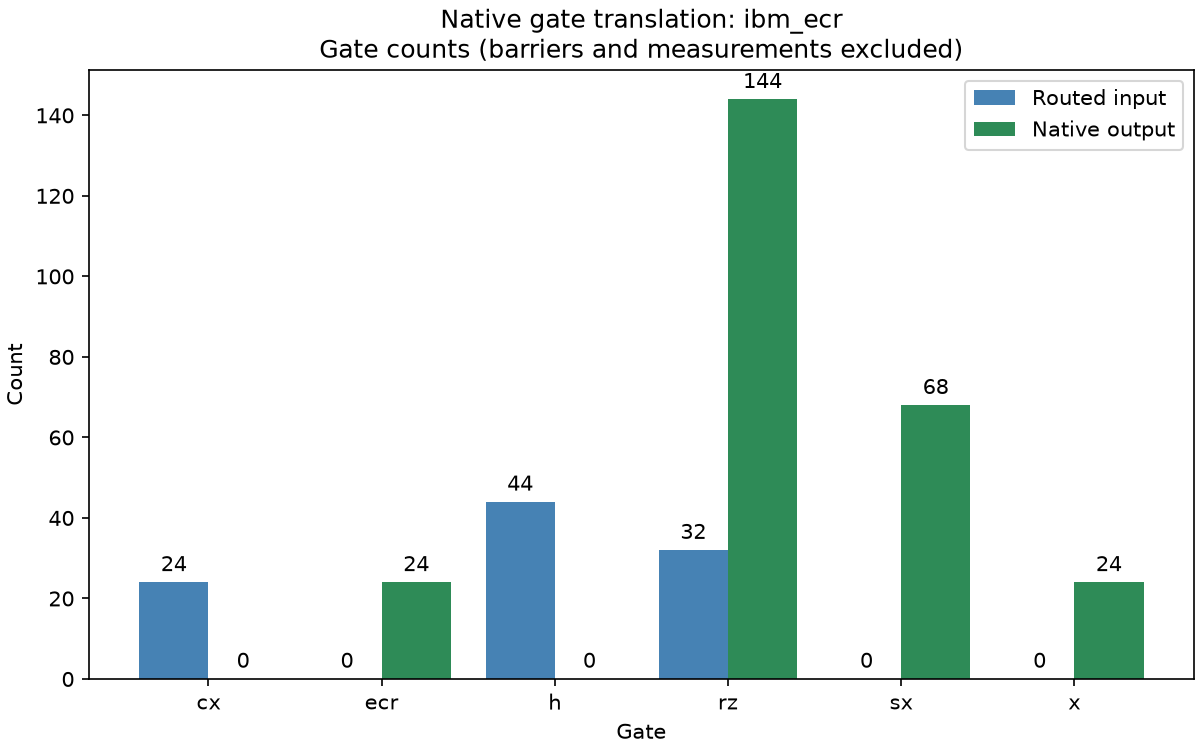 Native gate translation: ibm_ecr
Gate counts (barriers and measurements excluded)
Routed input
Native output
Count
140
120
100
80
60
40
20
0
24
0
0
24
44
0
32
144
0
68
0
24
cx
ecr
h
rz
sx
x
Gate